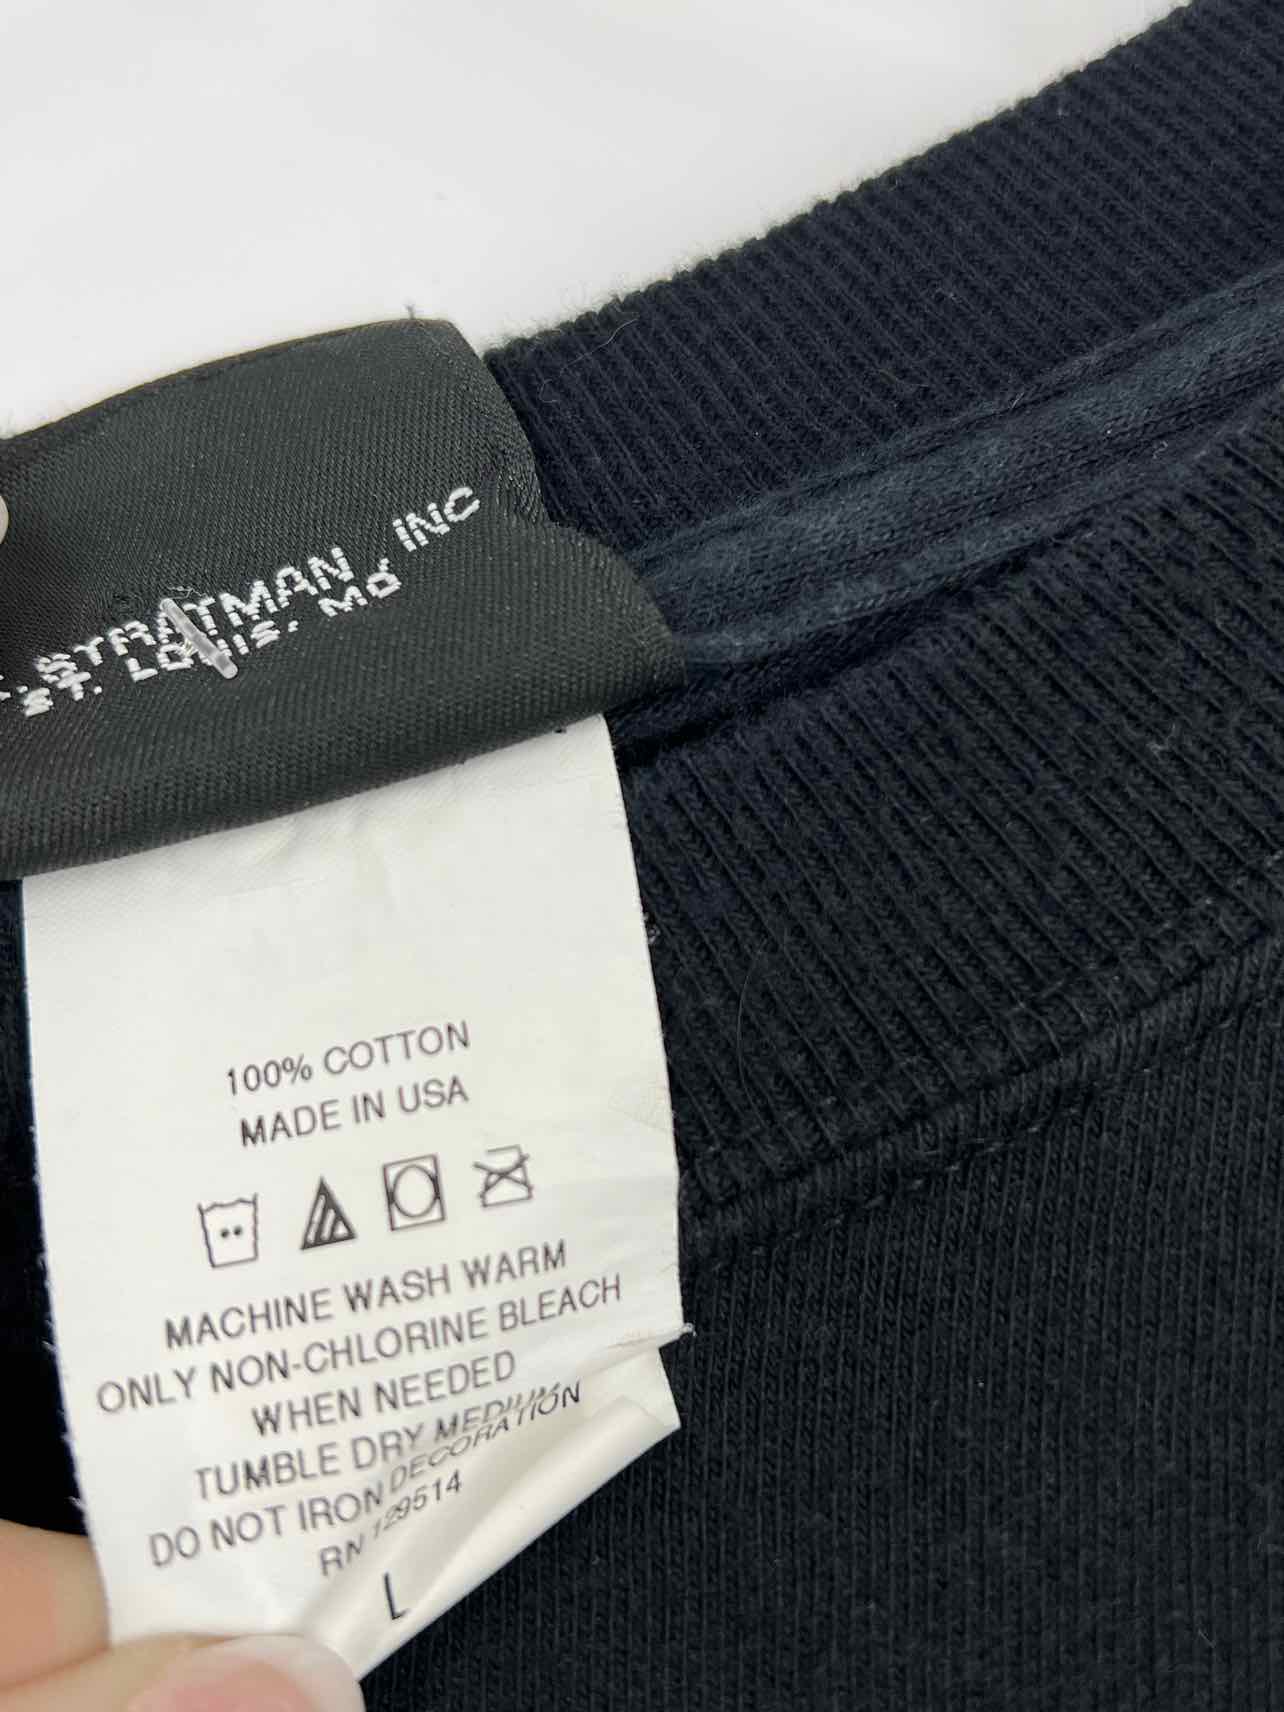 STRATMAN, INC
ST. LOUIS, MO.
100% COTTON
MADE IN USA
MACHINE WASH WARM
ONLY NON-CHLORINE BLEACH
WHEN NEEDED
TUMBLE DRY MEDIUM
DO NOT IRON DECORATION
RN 129514
L